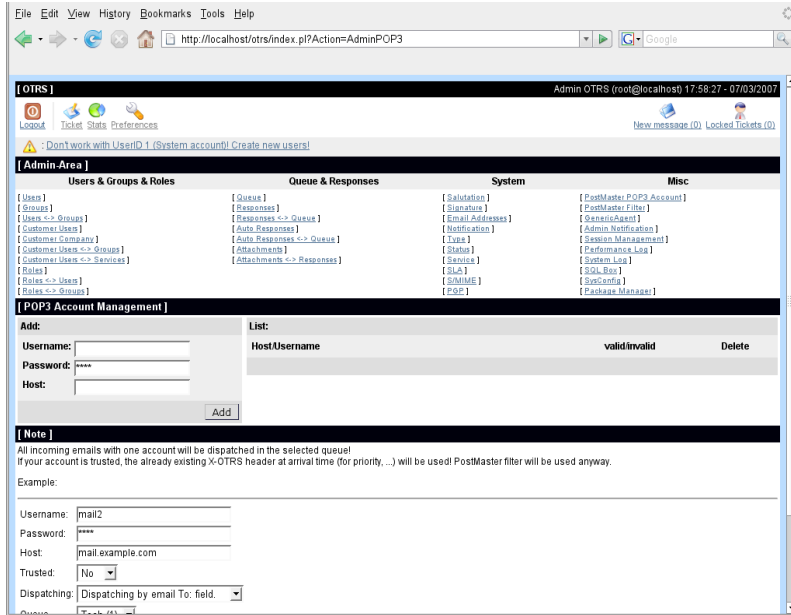 File Edit View History Bookmarks Tools Help
http://localhost/otrs/index.pl?Action=AdminPOP3
G Google
[ OTRS ] Admin OTRS (root@localhost) 17:58:27 - 07/03/2007
Logout Ticket Stats Preferences New message (0) Locked Tickets (0)
: Don't work with UserID 1 (System account)! Create new users!
[ Admin-Area ]
Users & Groups & Roles Queue & Responses System Misc
[ Users ] [ Queue ] [ Salutation ] [ PostMaster POP3 Account ]
[ Groups ] [ Responses ] [ Signature ] [ PostMaster Filter ]
[ Users <-> Groups ] [ Responses <-> Queue ] [ Email Addresses ] [ GenericAgent ]
[ Customer Users ] [ Auto Responses ] [ Notification ] [ Admin Notification ]
[ Customer Company ] [ Auto Responses <-> Queue ] [ Type ] [ Session Management ]
[ Customer Users <-> Groups ] [ Attachments ] [ Status ] [ Performance Log ]
[ Customer Users <-> Services ] [ Attachments <-> Responses ] [ Service ] [ System Log ]
[ Roles ] [ SLA ] [ SQL Box ]
[ Roles <-> Users ] [ S/MIME ] [ SysConfig ]
[ Roles <-> Groups ] [ PGP ] [ Package Manager ]
[ POP3 Account Management ]
Add: List:
Username: Host/Username valid/invalid Delete
Password: ****
Host:
Add
[ Note ]
All incoming emails with one account will be dispatched in the selected queue!
If your account is trusted, the already existing X-OTRS header at arrival time (for priority, ...) will be used! PostMaster filter will be used anyway.
Example:
Username: mail2
Password: ****
Host: mail.example.com
Trusted: No
Dispatching: Dispatching by email To: field.
Queue Tech (1)